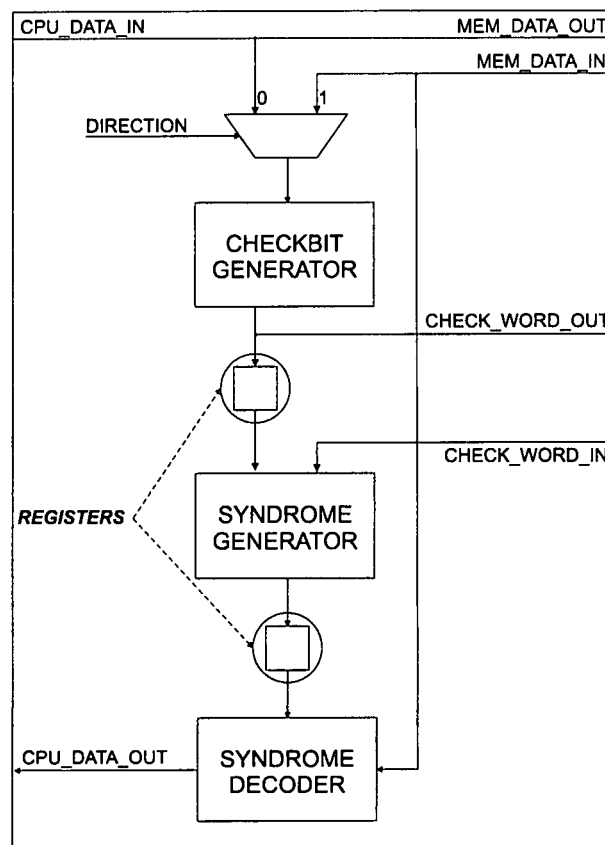 CPU_DATA_IN
MEM_DATA_OUT
MEM_DATA_IN
0
1
DIRECTION
CHECKBIT
GENERATOR
CHECK_WORD_OUT
CHECK_WORD_IN
REGISTERS
SYNDROME
GENERATOR
CPU_DATA_OUT
SYNDROME
DECODER